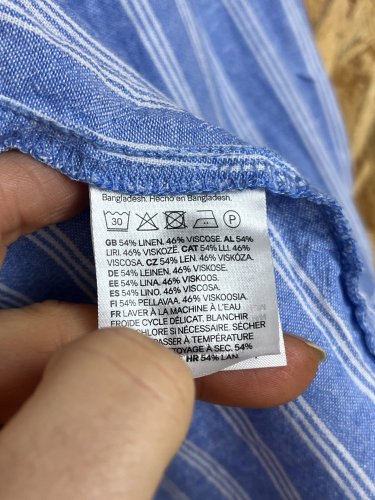 Bangladesh. Hecho en Bangladesh.
30 P
GB 54% LINEN. 46% VISCOSE. AL 54%
LIRI. 46% VISKOZË. CAT 54% LLI. 46%
VISCOSA. CZ 54% LEN. 46% VISKÓZA.
DE 54% LEINEN. 46% VISKOSE.
EE 54% LINA. 46% VISKOOS.
ES 54% LINO. 46% VISCOSA.
FI 54% PELLAVAA. 46% VISKOOSIA.
FR LAVER À LA MACHINE À L'EAU
FROIDE CYCLE DÉLICAT. BLANCHIR
CHLORE SI NÉCESSAIRE. SÉCHER
REPASSER À TEMPÉRATURE
NETTOYAGE À SEC. 54%
HR 54% LAN